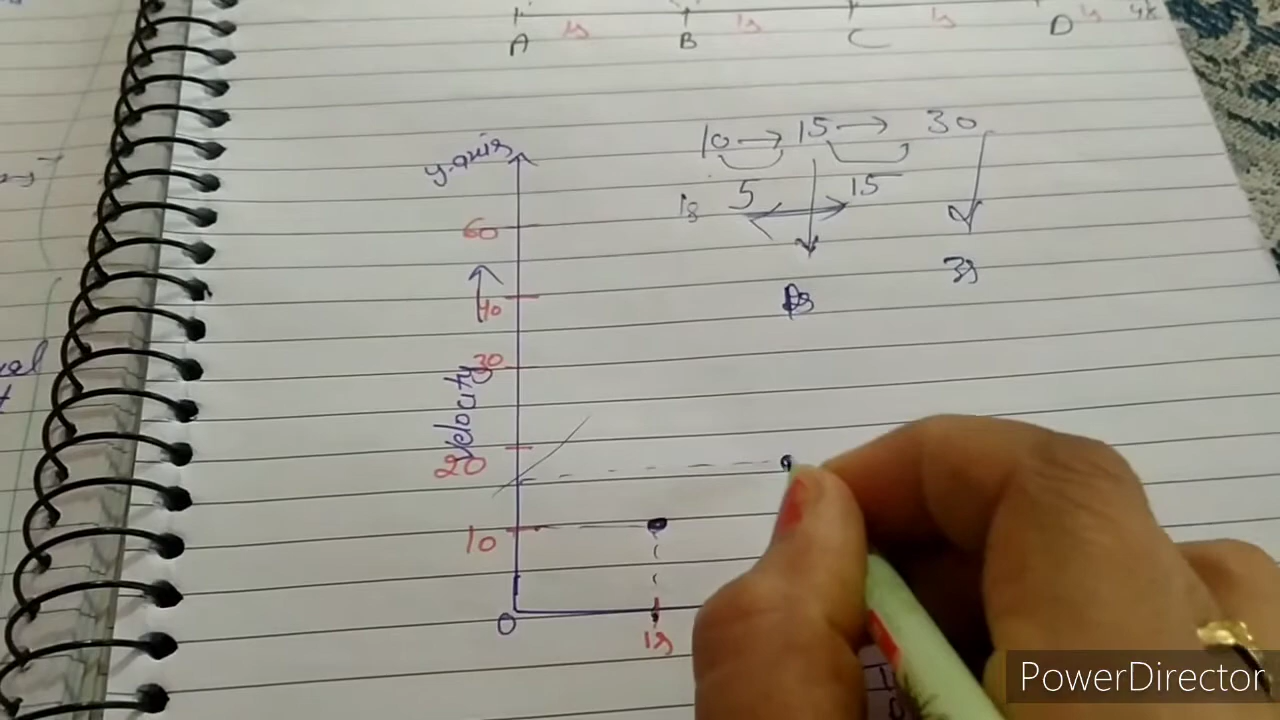 A 1s B 1s C 1s D 1s
y-axis
10 → 15 → 30
1s 5 15
60
3s
40
30
Velocity
20
10
0
1s
PowerDirector